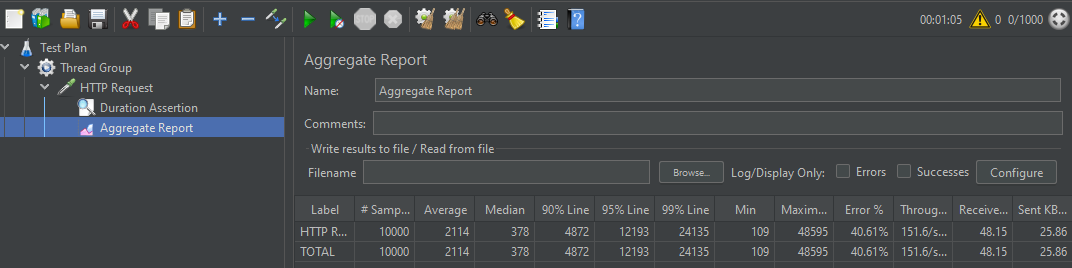 00:01:05 0 0/1000
Test Plan
Thread Group
HTTP Request
Duration Assertion
Aggregate Report
Aggregate Report
Name: Aggregate Report
Comments:
Write results to file / Read from file
Filename Browse... Log/Display Only: Errors Successes Configure
Label # Samp... Average Median 90% Line 95% Line 99% Line Min Maxim... Error % Throug... Receive... Sent KB...
HTTP R... 10000 2114 378 4872 12193 24135 109 48595 40.61% 151.6/s... 48.15 25.86
TOTAL 10000 2114 378 4872 12193 24135 109 48595 40.61% 151.6/s... 48.15 25.86